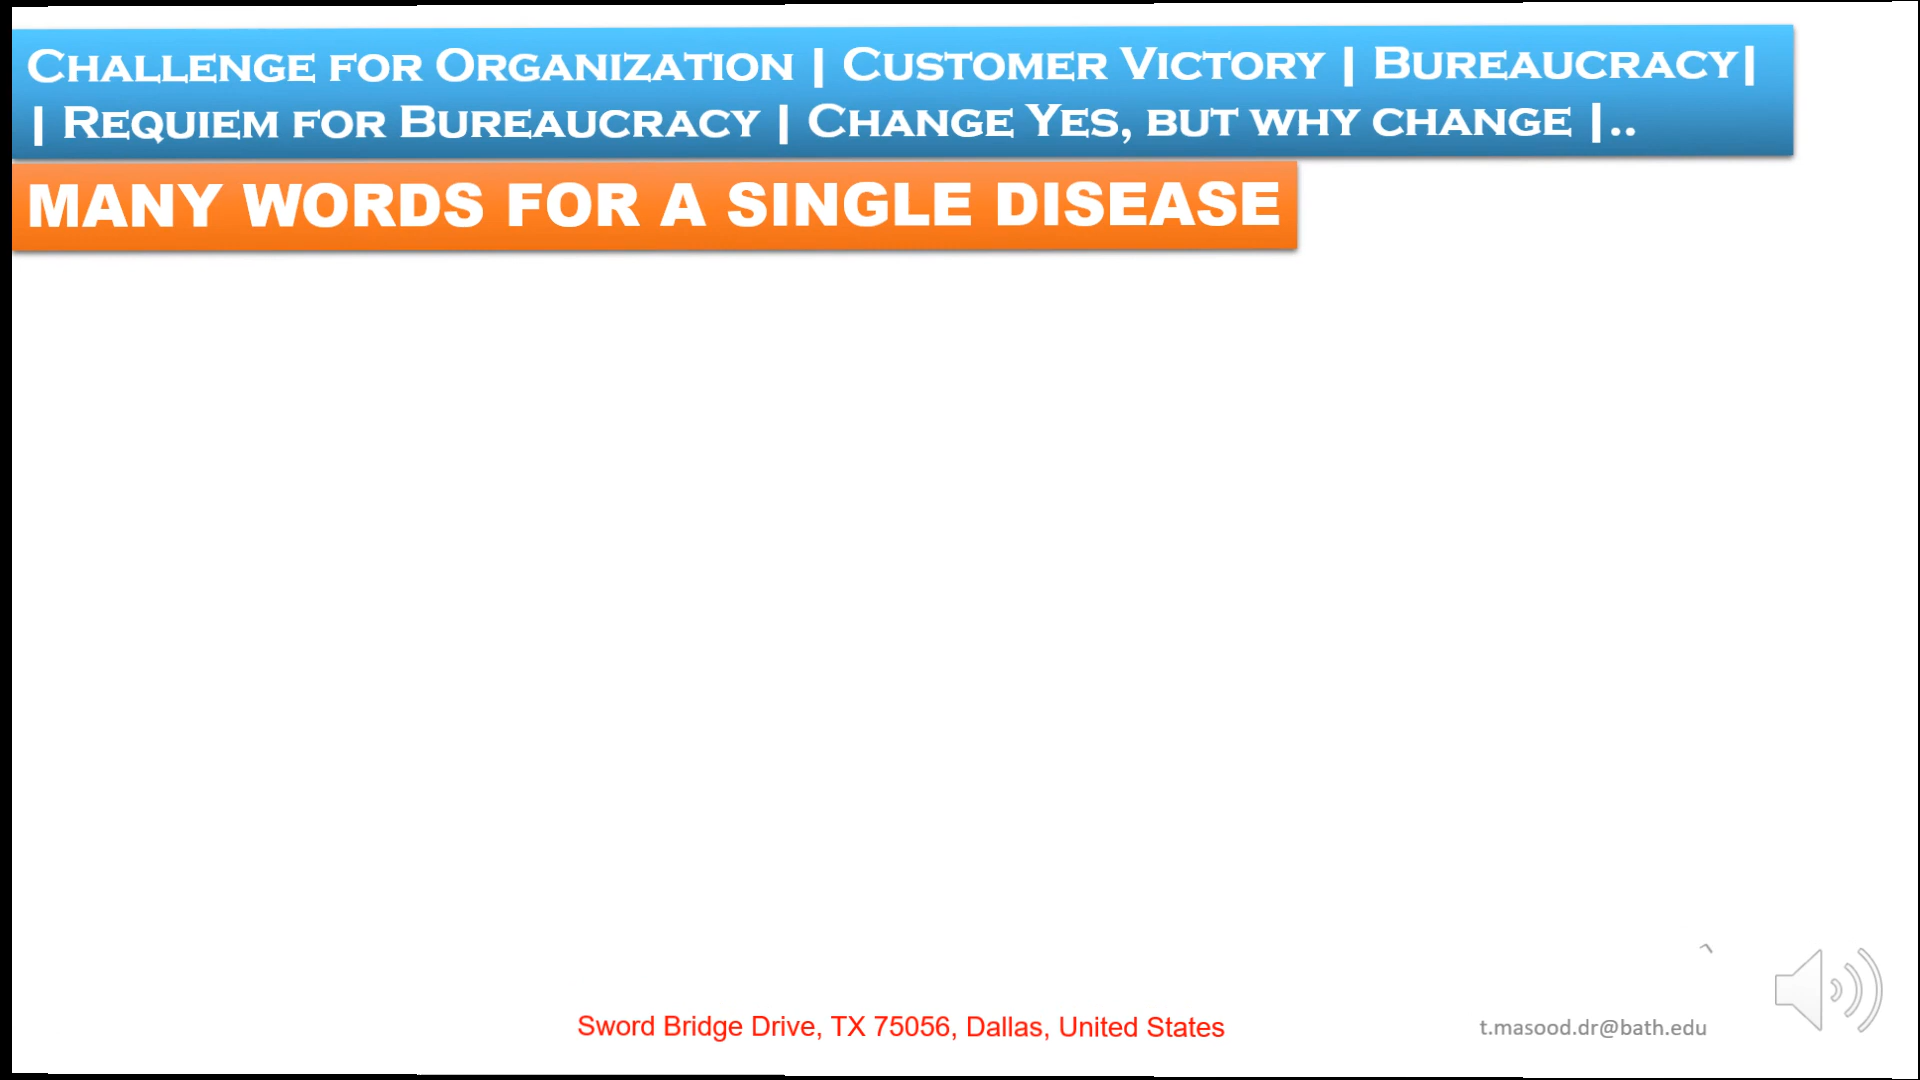 Challenge for Organization | Customer Victory | Bureaucracy|
| Requiem for Bureaucracy | Change Yes, but why change |..
MANY WORDS FOR A SINGLE DISEASE
Sword Bridge Drive, TX 75056, Dallas, United States
t.masood.dr@bath.edu